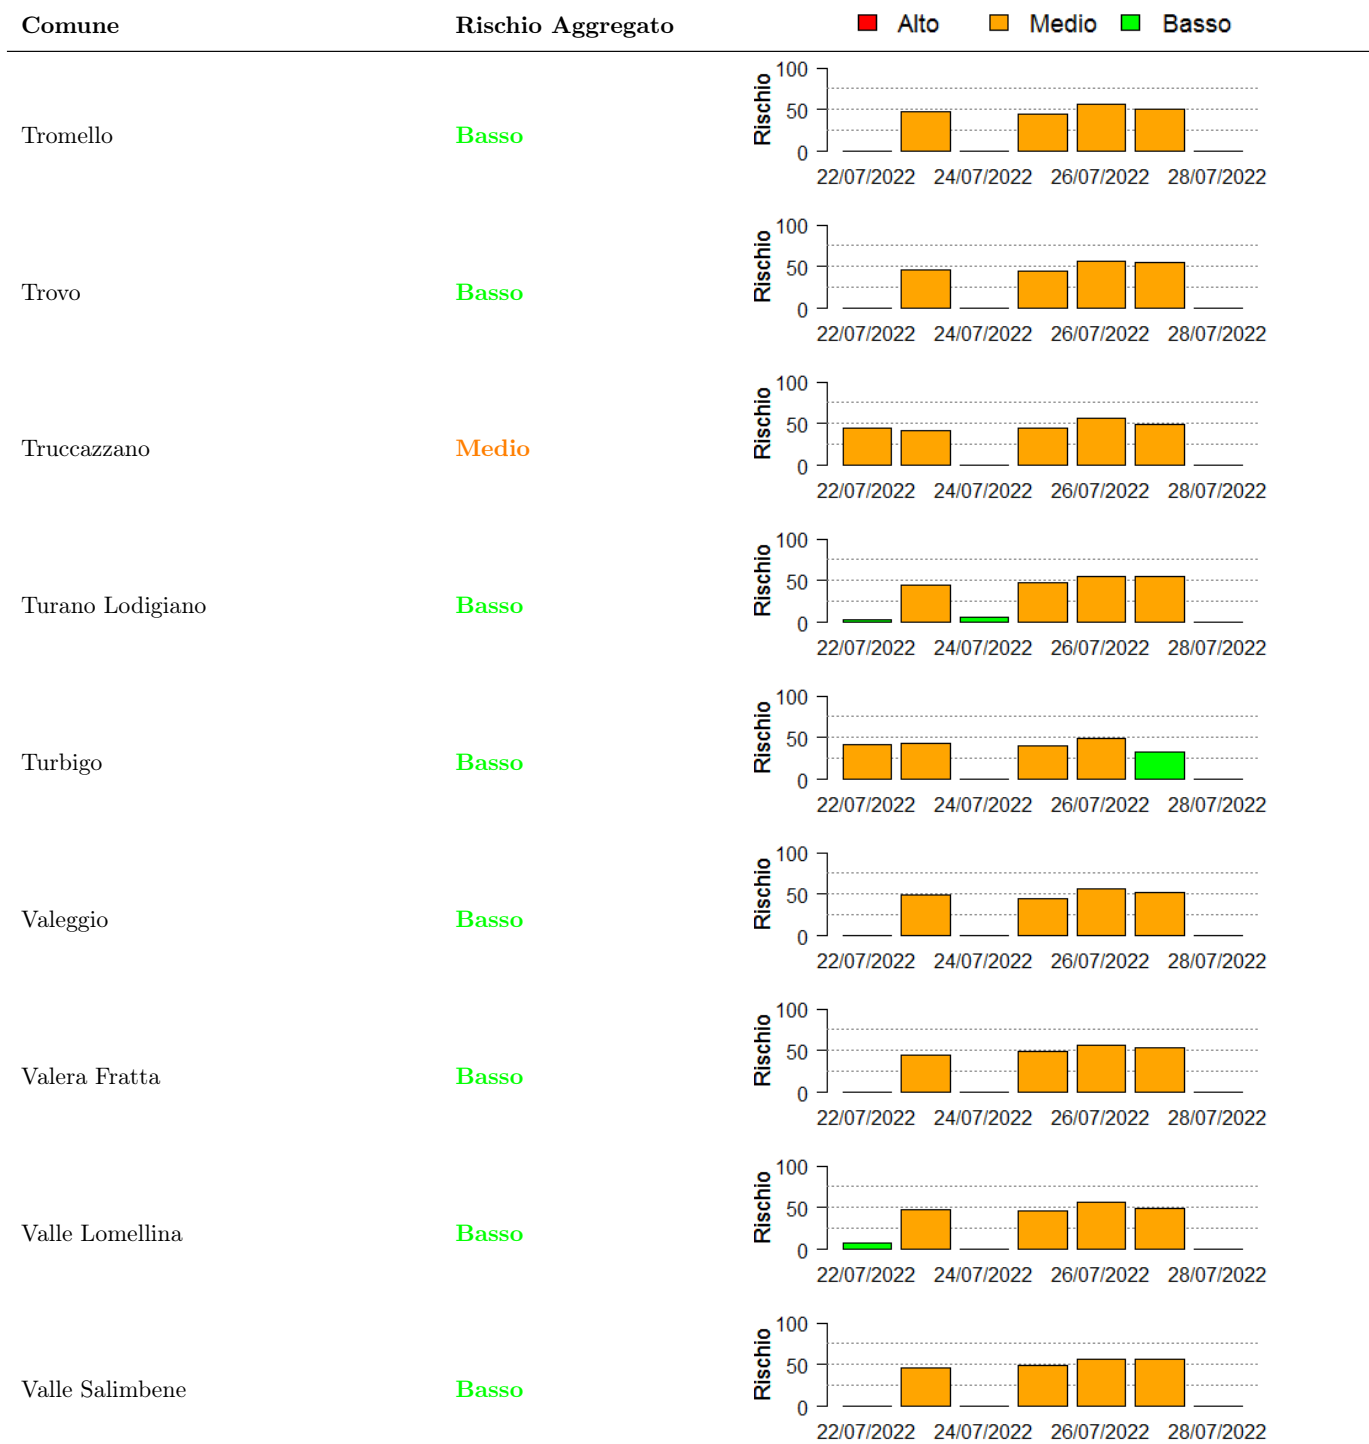 Comune Rischio Aggregato Alto Medio Basso
100
50
0
Rischio
Tromello Basso
22/07/2022 24/07/2022 26/07/2022 28/07/2022
100
50
0
Rischio
Trovo Basso
22/07/2022 24/07/2022 26/07/2022 28/07/2022
100
50
0
Rischio
Truccazzano Medio
22/07/2022 24/07/2022 26/07/2022 28/07/2022
100
50
0
Rischio
Turano Lodigiano Basso
22/07/2022 24/07/2022 26/07/2022 28/07/2022
100
50
0
Rischio
Turbigo Basso
22/07/2022 24/07/2022 26/07/2022 28/07/2022
100
50
0
Rischio
Valeggio Basso
22/07/2022 24/07/2022 26/07/2022 28/07/2022
100
50
0
Rischio
Valera Fratta Basso
22/07/2022 24/07/2022 26/07/2022 28/07/2022
100
50
0
Rischio
Valle Lomellina Basso
22/07/2022 24/07/2022 26/07/2022 28/07/2022
100
50
0
Rischio
Valle Salimbene Basso
22/07/2022 24/07/2022 26/07/2022 28/07/2022